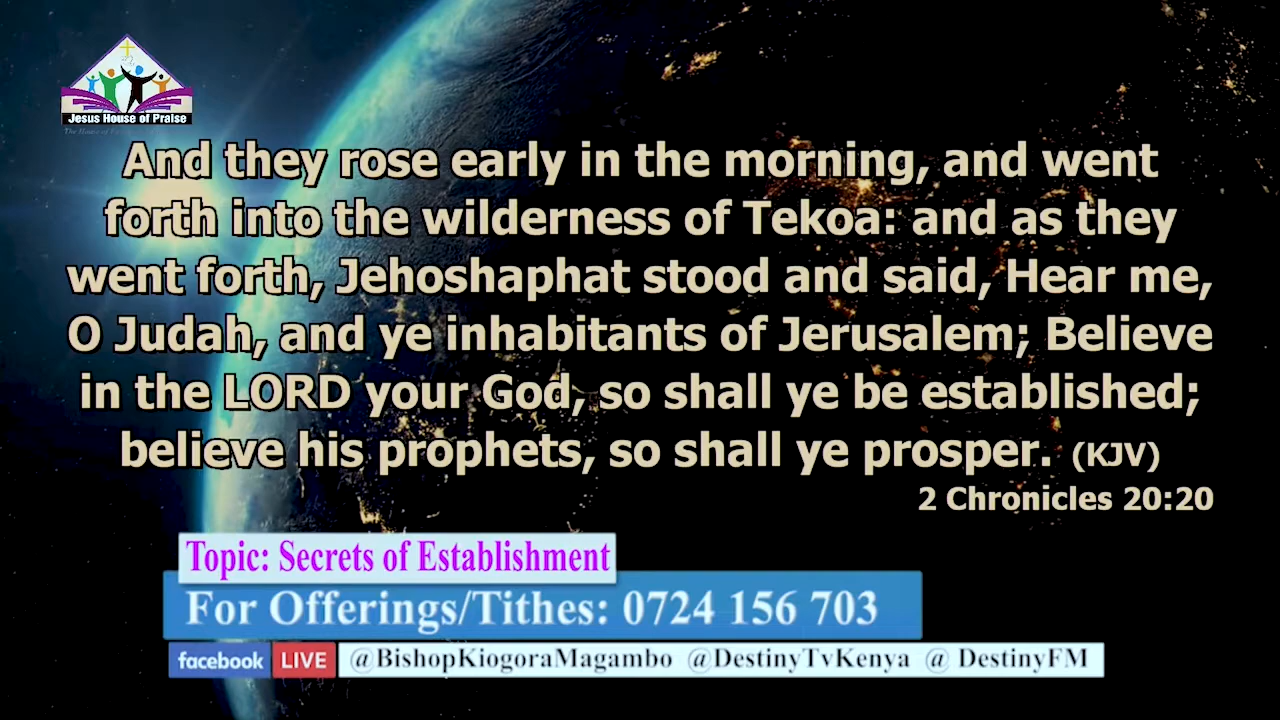 Jesus House of Praise
And they rose early in the morning, and went
forth into the wilderness of Tekoa: and as they
went forth, Jehoshaphat stood and said, Hear me,
O Judah, and ye inhabitants of Jerusalem; Believe
in the LORD your God, so shall ye be established;
believe his prophets, so shall ye prosper. (KJV)
2 Chronicles 20:20
Topic: Secrets of Establishment
For Offerings/Tithes: 0724 156 703
facebook LIVE @BishopKiogoraMagambo @DestinyTvKenya @ DestinyFM